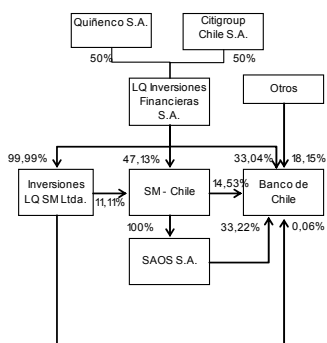 Quiñenco S.A.
Citigroup
Chile S.A.
50%
50%
LQ Inversiones
Financieras
S.A.
Otros
99,99%
47,13%
33,04%
18,15%
Inversiones
LQ SM Ltda.
11,11%
SM - Chile
14,53%
Banco de
Chile
100%
33,22%
0,06%
SAOS S.A.